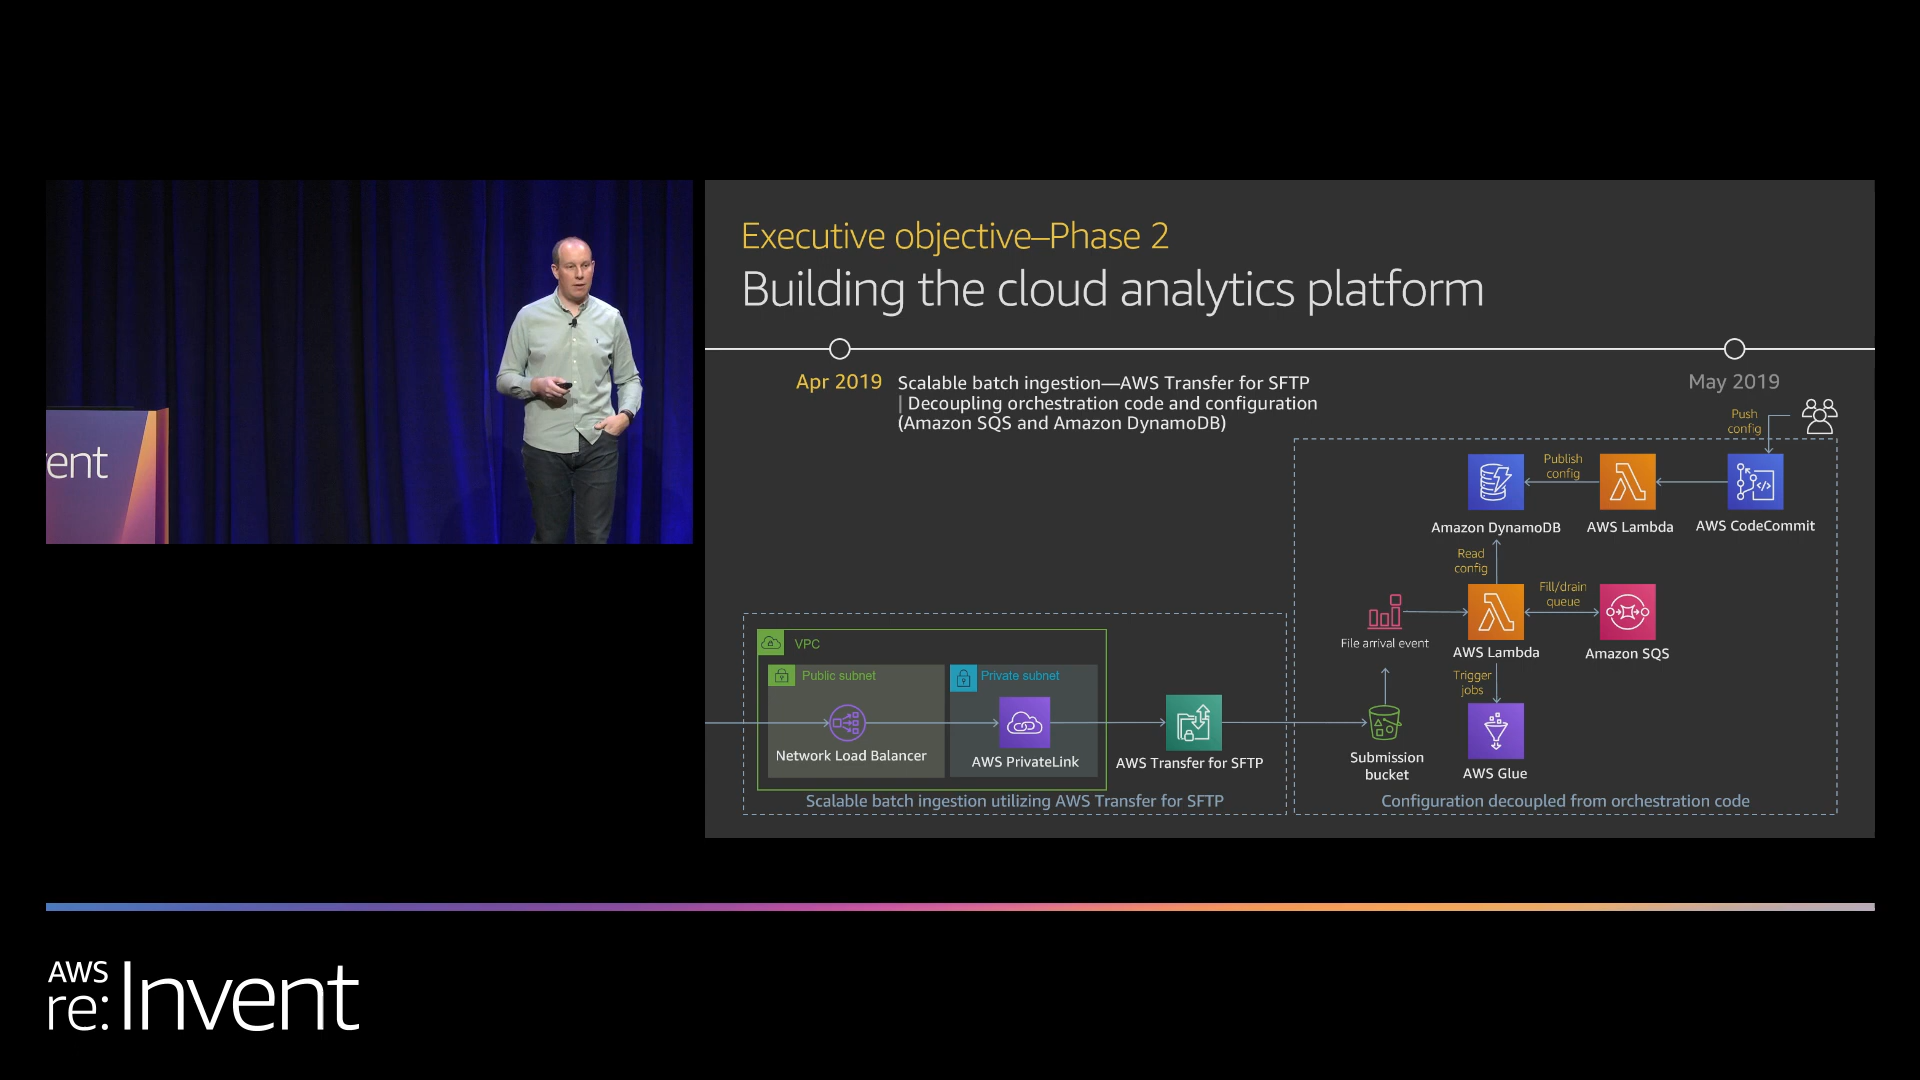 ent
Executive objective–Phase 2
Building the cloud analytics platform
Apr 2019
Scalable batch ingestion—AWS Transfer for SFTP
| Decoupling orchestration code and configuration
(Amazon SQS and Amazon DynamoDB)
May 2019
Push
config
Publish
config
Amazon DynamoDB
AWS Lambda
AWS CodeCommit
Read
config
Fill/drain
queue
File arrival event
AWS Lambda
Amazon SQS
Trigger
jobs
VPC
Public subnet
Private subnet
Network Load Balancer
AWS PrivateLink
AWS Transfer for SFTP
Submission
bucket
AWS Glue
Scalable batch ingestion utilizing AWS Transfer for SFTP
Configuration decoupled from orchestration code
AWS
re:Invent